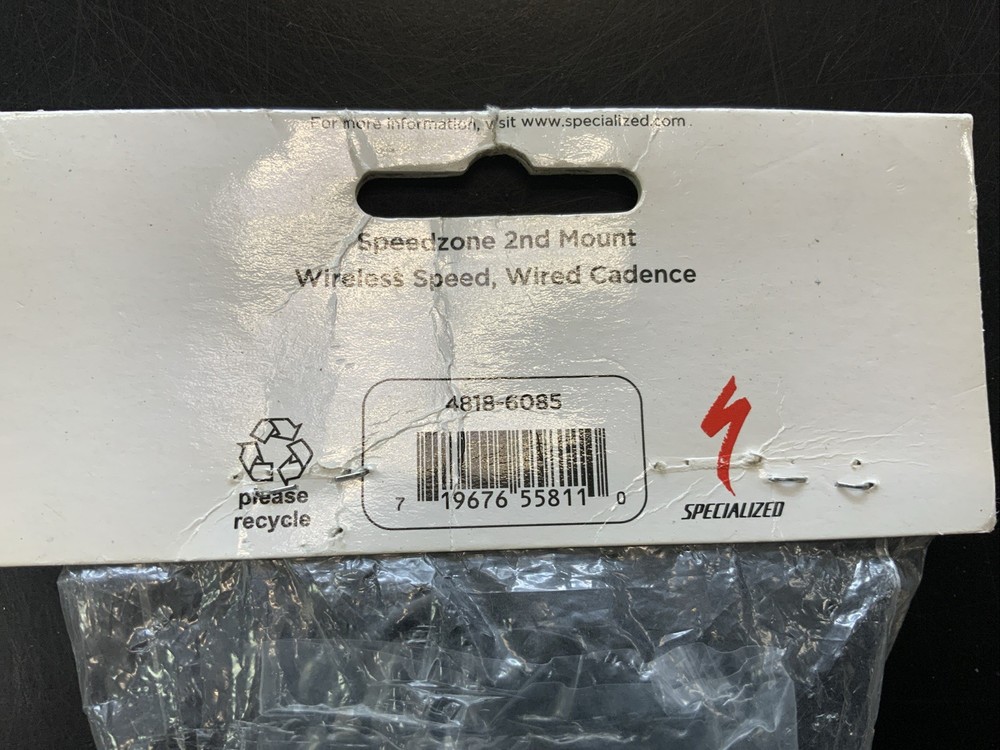 For more information, visit www.specialized.com
Speedzone 2nd Mount
Wireless Speed, Wired Cadence
4818-6085
7 19676 55811 0
please
recycle
SPECIALIZED